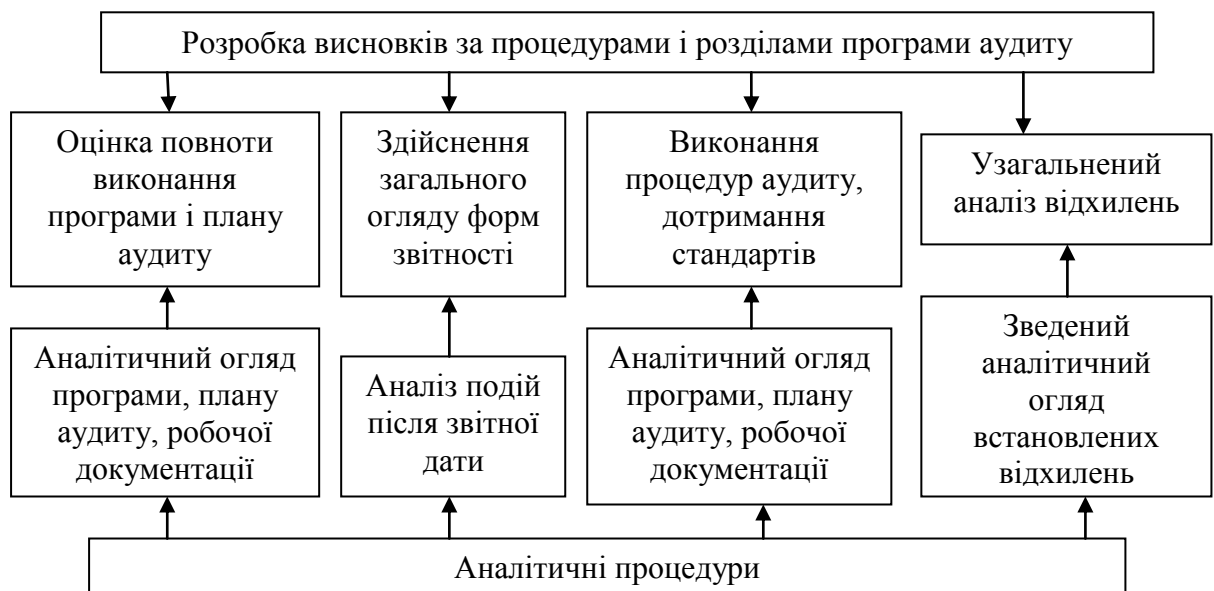 Розробка висновків за процедурами і розділами програми аудиту
Оцінка повноти
виконання
програми і плану
аудиту
Здійснення
загального
огляду форм
звітності
Виконання
процедур аудиту,
дотримання
стандартів
Узагальнений
аналіз відхилень
Аналітичний огляд
програми, плану
аудиту, робочої
документації
Аналіз подій
після звітної
дати
Аналітичний огляд
програми, плану
аудиту, робочої
документації
Зведений
аналітичний
огляд
встановлених
відхилень
Аналітичні процедури